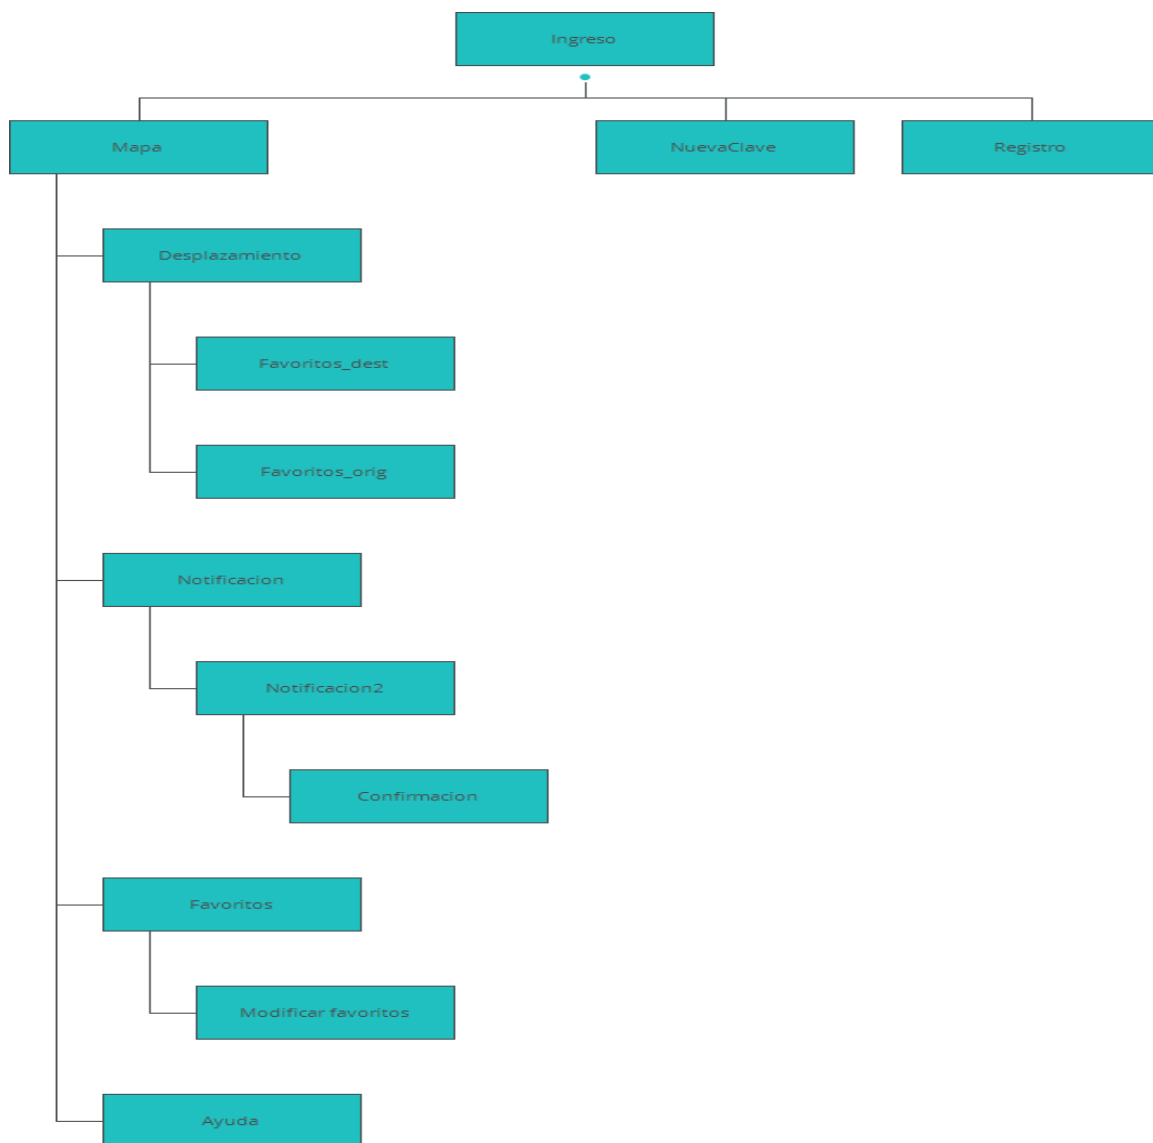 Ingreso
Mapa
NuevaClave
Registro
Desplazamiento
Favoritos_dest
Favoritos_orig
Notificacion
Notificacion2
Confirmacion
Favoritos
Modificar favoritos
Ayuda